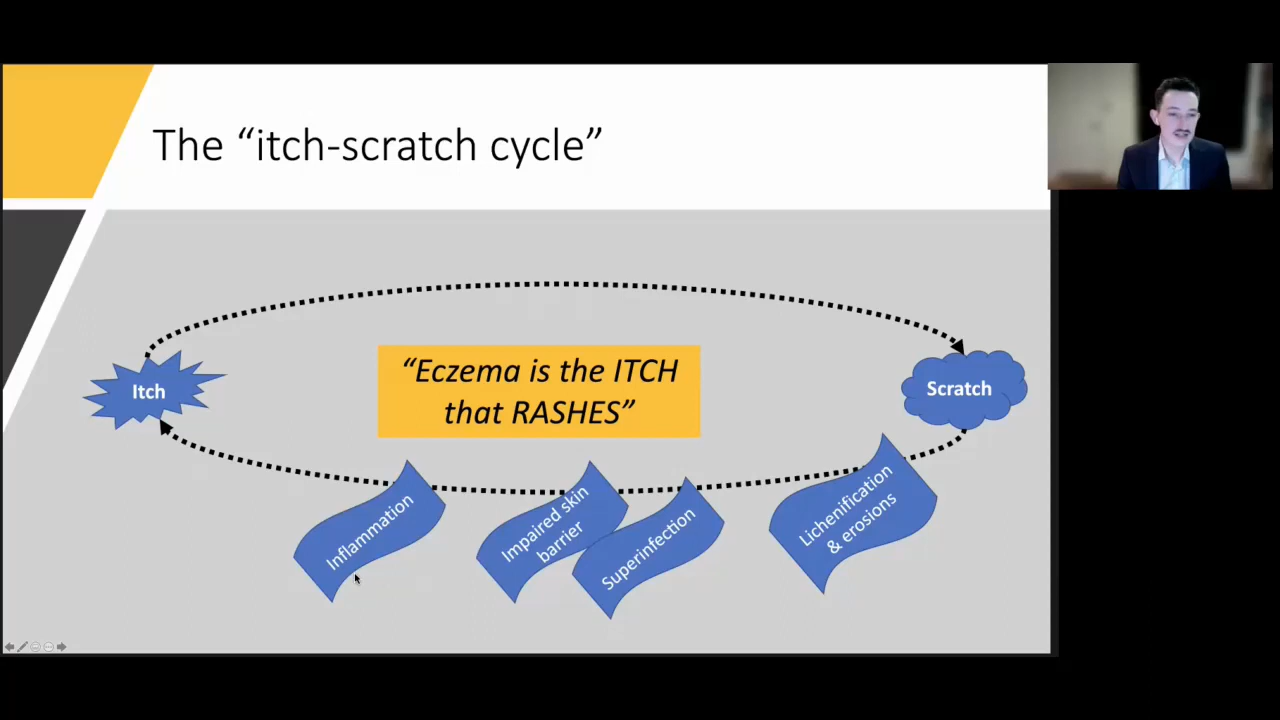 The “itch-scratch cycle”
Itch
“Eczema is the ITCH
that RASHES”
Scratch
Inflammation
Impaired skin
barrier
Superinfection
Lichenification
& erosions